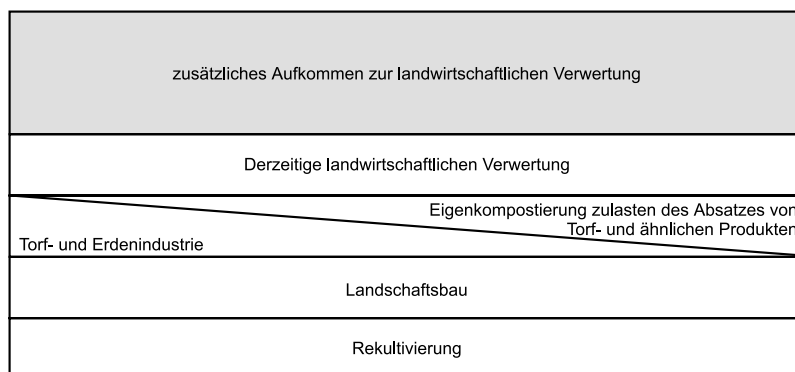 zusätzliches Aufkommen zur landwirtschaftlichen Verwertung
Derzeitige landwirtschaftlichen Verwertung
Eigenkompostierung zulasten des Absatzes von
Torf- und ähnlichen Produkten
Torf- und Erdenindustrie
Landschaftsbau
Rekultivierung